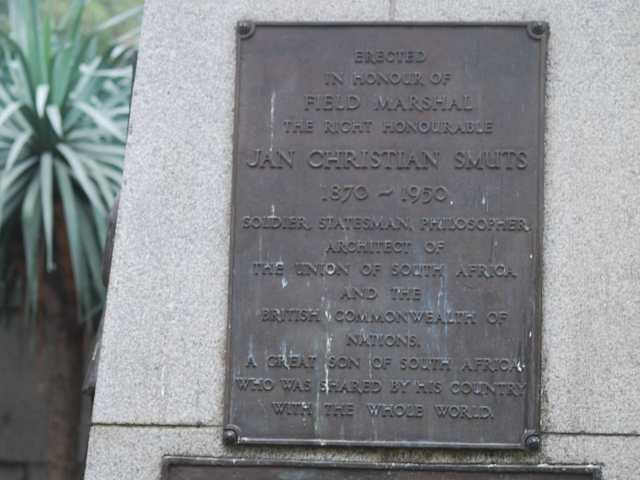 ERECTED
IN HONOUR OF
FIELD MARSHAL
THE RIGHT HONOURABLE
JAN CHRISTIAN SMUTS
1870 ~ 1950
SOLDIER, STATESMAN, PHILOSOPHER,
ARCHITECT OF
THE UNION OF SOUTH AFRICA
AND THE
BRITISH COMMONWEALTH OF
NATIONS.
A GREAT SON OF SOUTH AFRICA
WHO WAS SHARED BY HIS COUNTRY
WITH THE WHOLE WORLD.